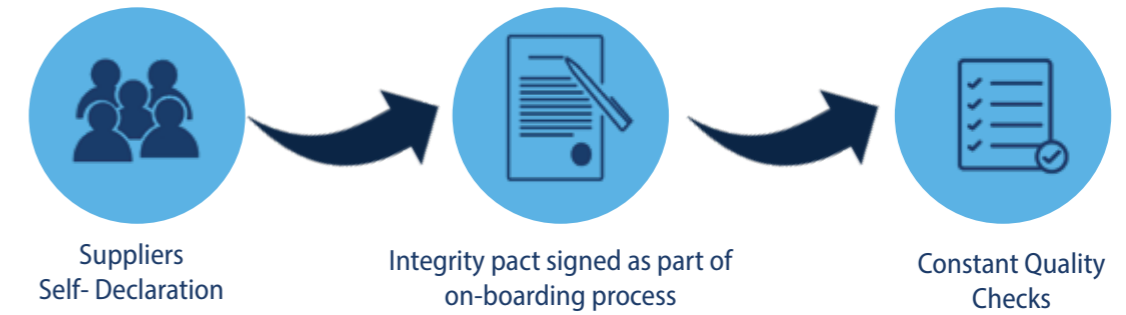 Suppliers
Self- Declaration
Integrity pact signed as part of
on-boarding process
Constant Quality
Checks